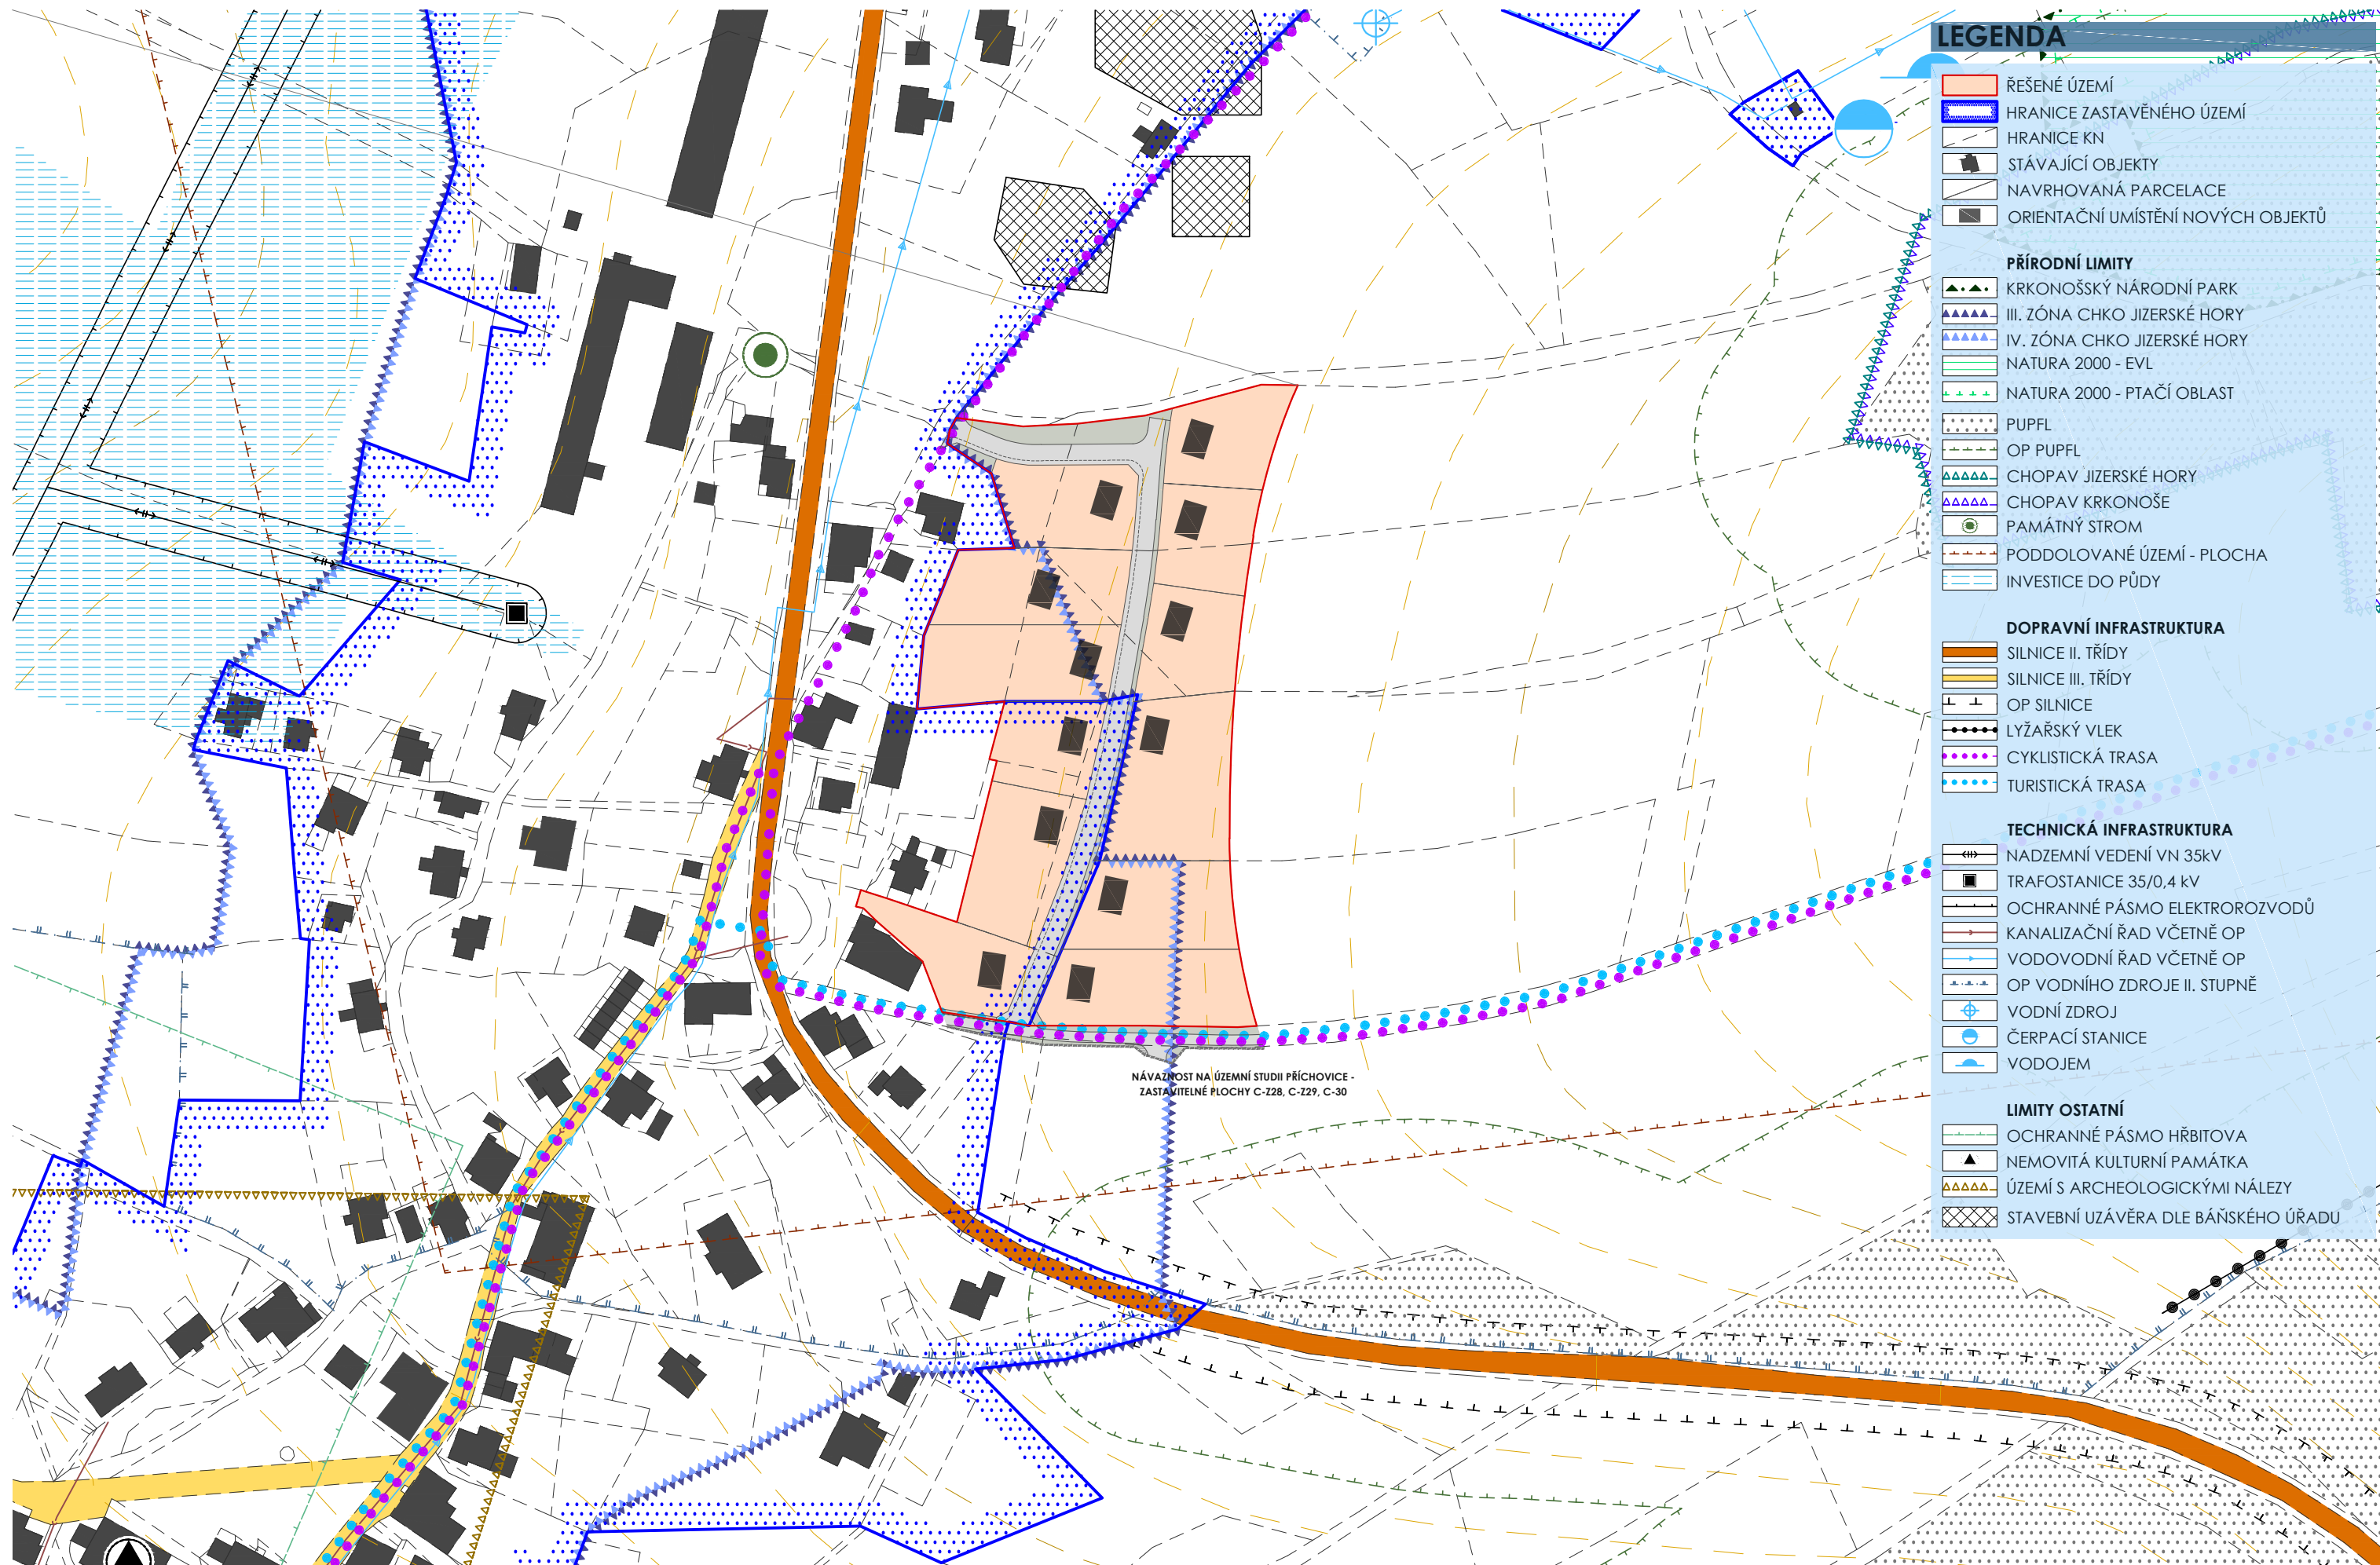 LEGENDA
ŘEŠENÉ ÚZEMÍ
HRANICE ZASTAVĚNÉHO ÚZEMÍ
HRANICE KN
STÁVAJÍCÍ OBJEKTY
NAVRHOVANÁ PARCELACE
ORIENTAČNÍ UMÍSTĚNÍ NOVÝCH OBJEKTŮ
PŘÍRODNÍ LIMITY
KRKONOŠSKÝ NÁRODNÍ PARK
III. ZÓNA CHKO JIZERSKÉ HORY
IV. ZÓNA CHKO JIZERSKÉ HORY
NATURA 2000 - EVL
NATURA 2000 - PTAČÍ OBLAST
PUPFL
OP PUPFL
CHOPAV JIZERSKÉ HORY
CHOPAV KRKONOŠE
PAMÁTNÝ STROM
PODDOLOVANÉ ÚZEMÍ - PLOCHA
INVESTICE DO PŮDY
DOPRAVNÍ INFRASTRUKTURA
SILNICE II. TŘÍDY
SILNICE III. TŘÍDY
OP SILNICE
LYŽAŘSKÝ VLEK
CYKLISTICKÁ TRASA
TURISTICKÁ TRASA
TECHNICKÁ INFRASTRUKTURA
NADZEMNÍ VEDENÍ VN 35kV
TRAFOSTANICE 35/0,4 kV
OCHRANNÉ PÁSMO ELEKTROROZVODŮ
KANALIZAČNÍ ŘAD VČETNĚ OP
VODOVODNÍ ŘAD VČETNĚ OP
OP VODNÍHO ZDROJE II. STUPNĚ
VODNÍ ZDROJ
ČERPACÍ STANICE
VODOJEM
LIMITY OSTATNÍ
OCHRANNÉ PÁSMO HŘBITOVA
NEMOVITÁ KULTURNÍ PAMÁTKA
ÚZEMÍ S ARCHEOLOGICKÝMI NÁLEZY
STAVEBNÍ UZÁVĚRA DLE BÁŇSKÉHO ÚŘADU
NÁVAZNOST NA ÚZEMNÍ STUDII PŘÍCHOVICE -
ZASTAVITELNÉ PLOCHY C-Z28, C-Z29, C-30